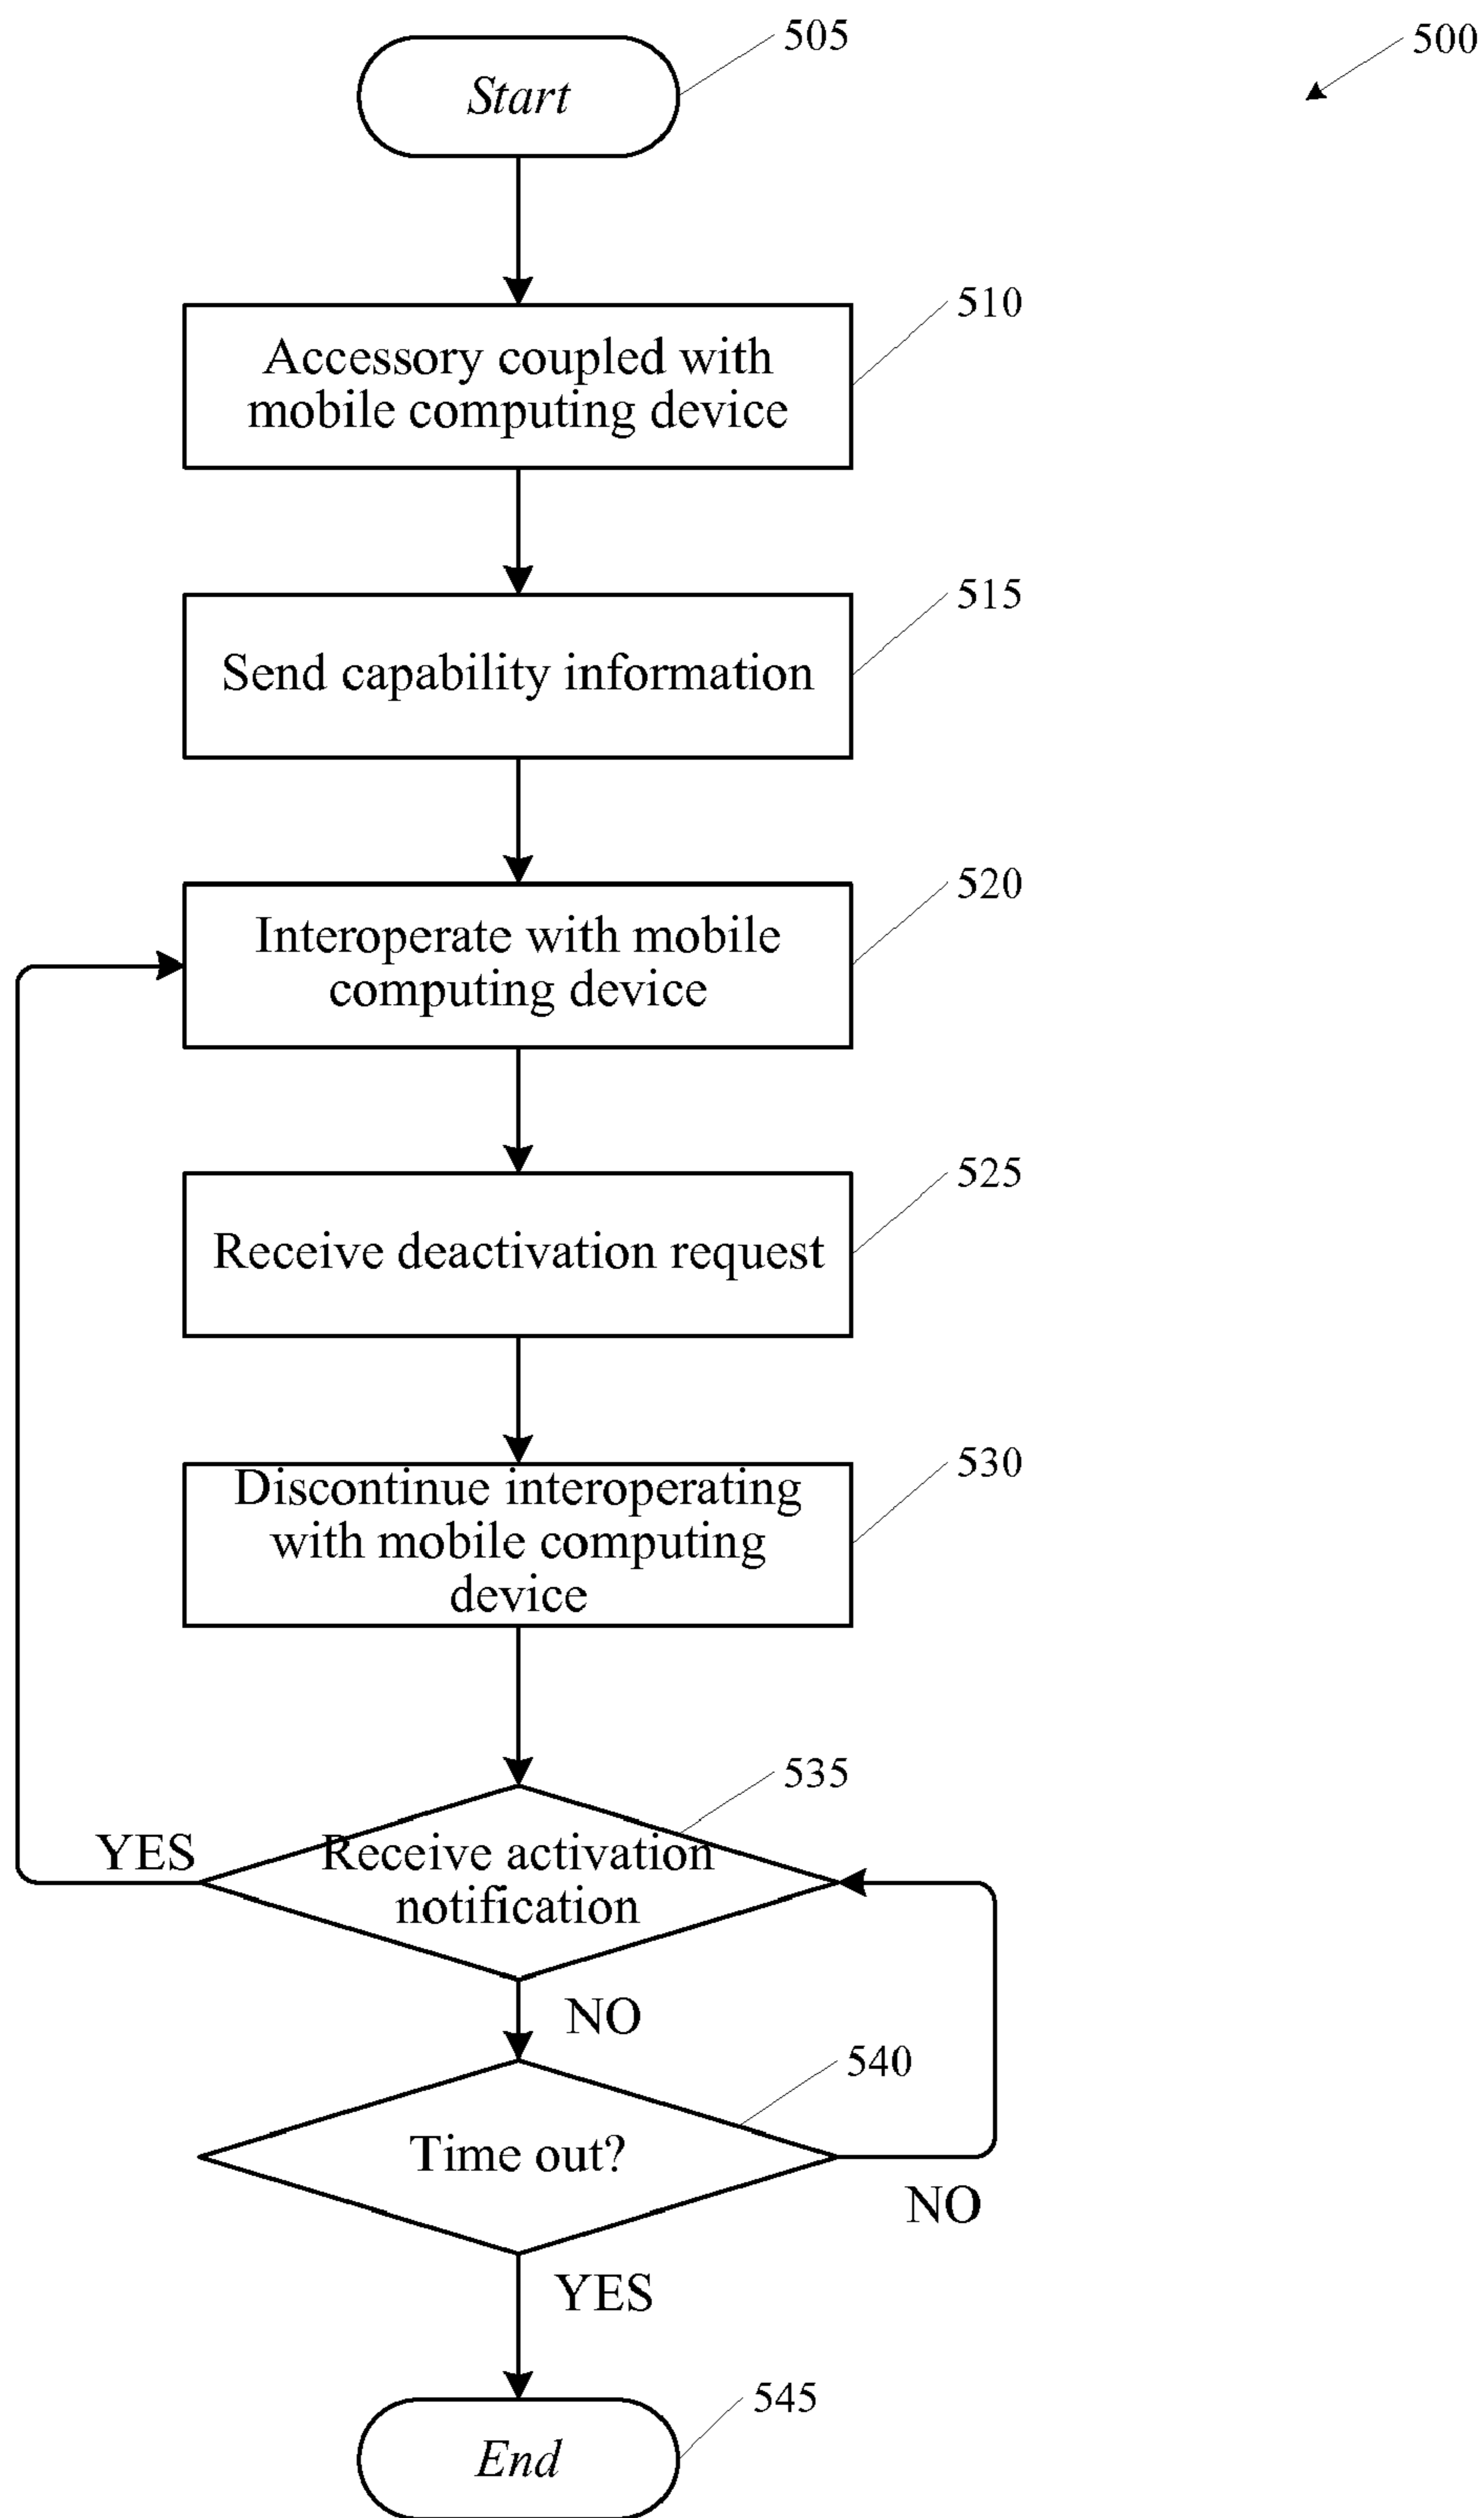 505
500
Start
510
Accessory coupled with
mobile computing device
515
Send capability information
520
Interoperate with mobile
computing device
525
Receive deactivation request
530
Discontinue interoperating
with mobile computing
device
535
YES
Receive activation
notification
NO
540
Time out?
NO
YES
545
End